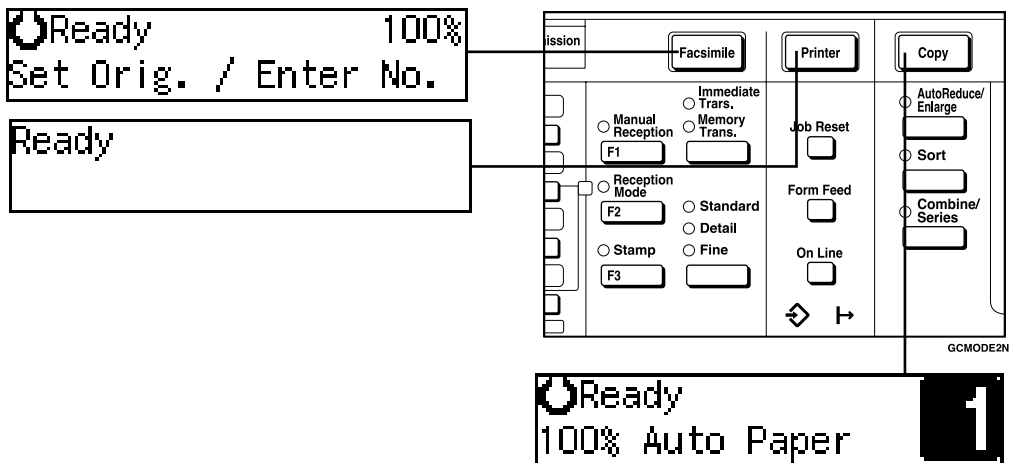 Ready 100%
Set Orig. / Enter No.
Ready
ission
Facsimile
Printer
Copy
Immediate
Trans.
Manual
Reception
Memory
Trans.
F1
Reception
Mode
F2
Standard
Detail
Stamp
Fine
F3
Job Reset
Form Feed
On Line
AutoReduce/
Enlarge
Sort
Combine/
Series
GCMODE2N
Ready
100% Auto Paper
1